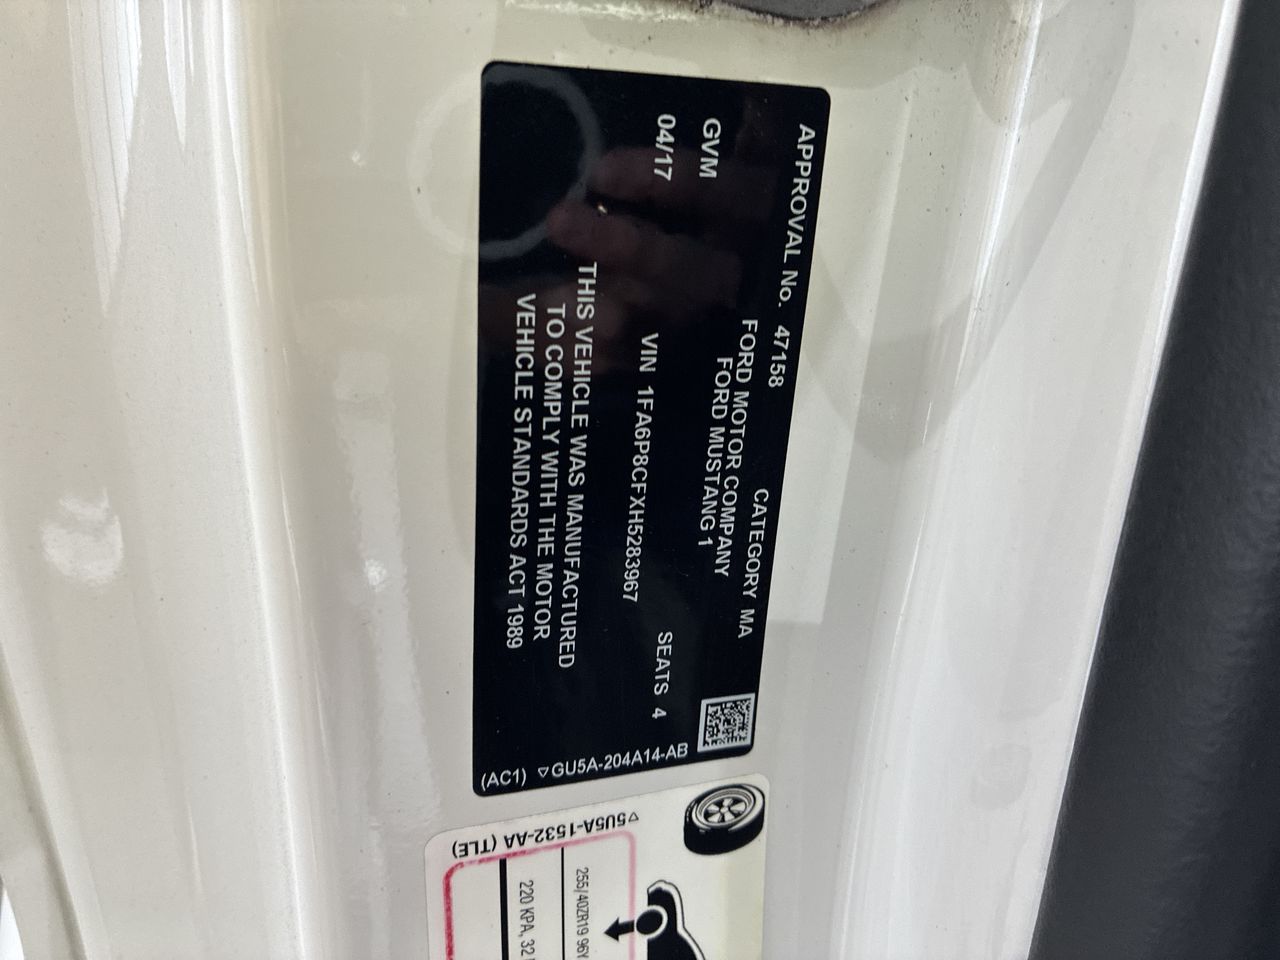 APPROVAL No. 47158 CATEGORY MA
FORD MOTOR COMPANY
FORD MUSTANG 1
GVM
04/17 SEATS 4
VIN 1FA6P8CFXH5283967
THIS VEHICLE WAS MANUFACTURED
TO COMPLY WITH THE MOTOR
VEHICLE STANDARDS ACT 1989
▽GU5A-204A14-AB
(AC1)
▽5U5A-1532-AA (TLE)
255/40ZR19 96Y
220 KPA, 32